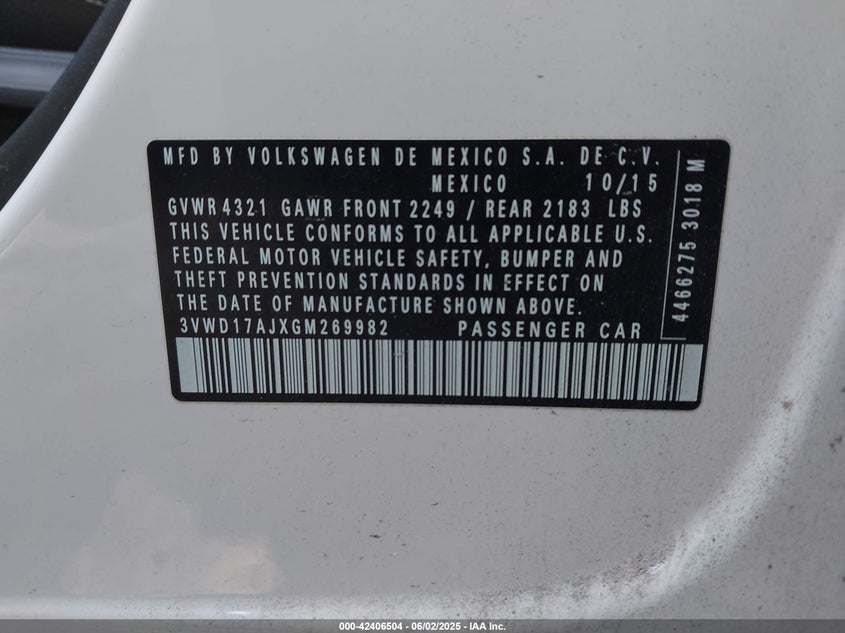 MFD BY VOLKSWAGEN DE MEXICO S.A. DE C.V.
MEXICO 10/15
GVWR 4321 GAWR FRONT 2249 / REAR 2183 LBS
THIS VEHICLE CONFORMS TO ALL APPLICABLE U.S.
FEDERAL MOTOR VEHICLE SAFETY, BUMPER AND
THEFT PREVENTION STANDARDS IN EFFECT ON
THE DATE OF MANUFACTURE SHOWN ABOVE.
3VWD17AJXGM269982 PASSENGER CAR
4466275 3018 M
000-42406504 - 06/02/2025 - IAA Inc.